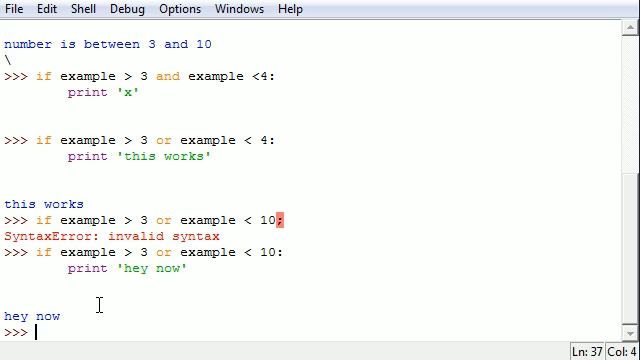 File Edit Shell Debug Options Windows Help
number is between 3 and 10
\
>>> if example > 3 and example <4:
print 'x'
>>> if example > 3 or example < 4:
print 'this works'
this works
>>> if example > 3 or example < 10;
SyntaxError: invalid syntax
>>> if example > 3 or example < 10:
print 'hey now'
hey now
>>>
Ln: 37 Col: 4